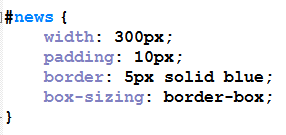 #news {
width: 300px;
padding: 10px;
border: 5px solid blue;
box-sizing: border-box;
}